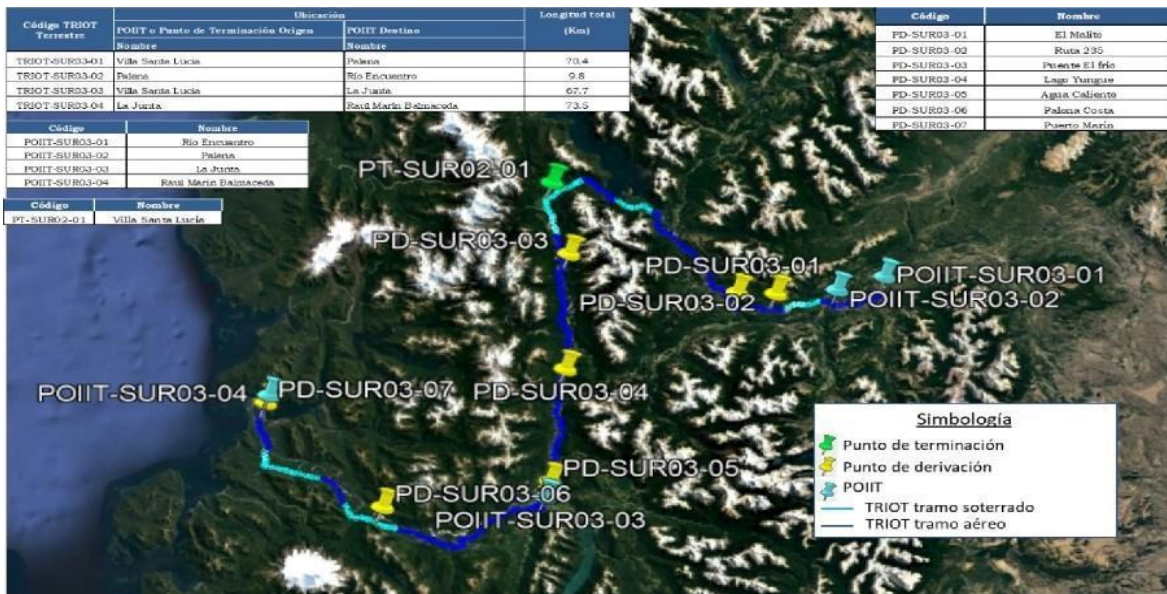 Código TRIOT Terrestre | Ubicación | Longitud total (Km)
POIIT o Punto de Terminación Origen | POIIT Destino
Nombre | Nombre
TRIOT-SUR03-01 | Villa Santa Lucía | Palena | 70.4
TRIOT-SUR03-02 | Palena | Río Encuentro | 9.8
TRIOT-SUR03-03 | Villa Santa Lucía | La Junta | 67.7
TRIOT-SUR03-04 | La Junta | Raúl Marín Balmaceda | 73.5
Código | Nombre
POIIT-SUR03-01 | Río Encuentro
POIIT-SUR03-02 | Palena
POIIT-SUR03-03 | La Junta
POIIT-SUR03-04 | Raúl Marín Balmaceda
Código | Nombre
PT-SUR02-01 | Villa Santa Lucía
Código | Nombre
PD-SUR03-01 | El Malito
PD-SUR03-02 | Ruta 235
PD-SUR03-03 | Puente El frío
PD-SUR03-04 | Lago Yungue
PD-SUR03-05 | Agua Caliente
PD-SUR03-06 | Palena Costa
PD-SUR03-07 | Puerto Marín
PT-SUR02-01
PD-SUR03-03
PD-SUR03-01
POIIT-SUR03-01
PD-SUR03-02
POIIT-SUR03-02
POIIT-SUR03-04
PD-SUR03-07
PD-SUR03-04
PD-SUR03-05
PD-SUR03-06
POIIT-SUR03-03
Simbología
Punto de terminación
Punto de derivación
POIIT
TRIOT tramo soterrado
TRIOT tramo aéreo